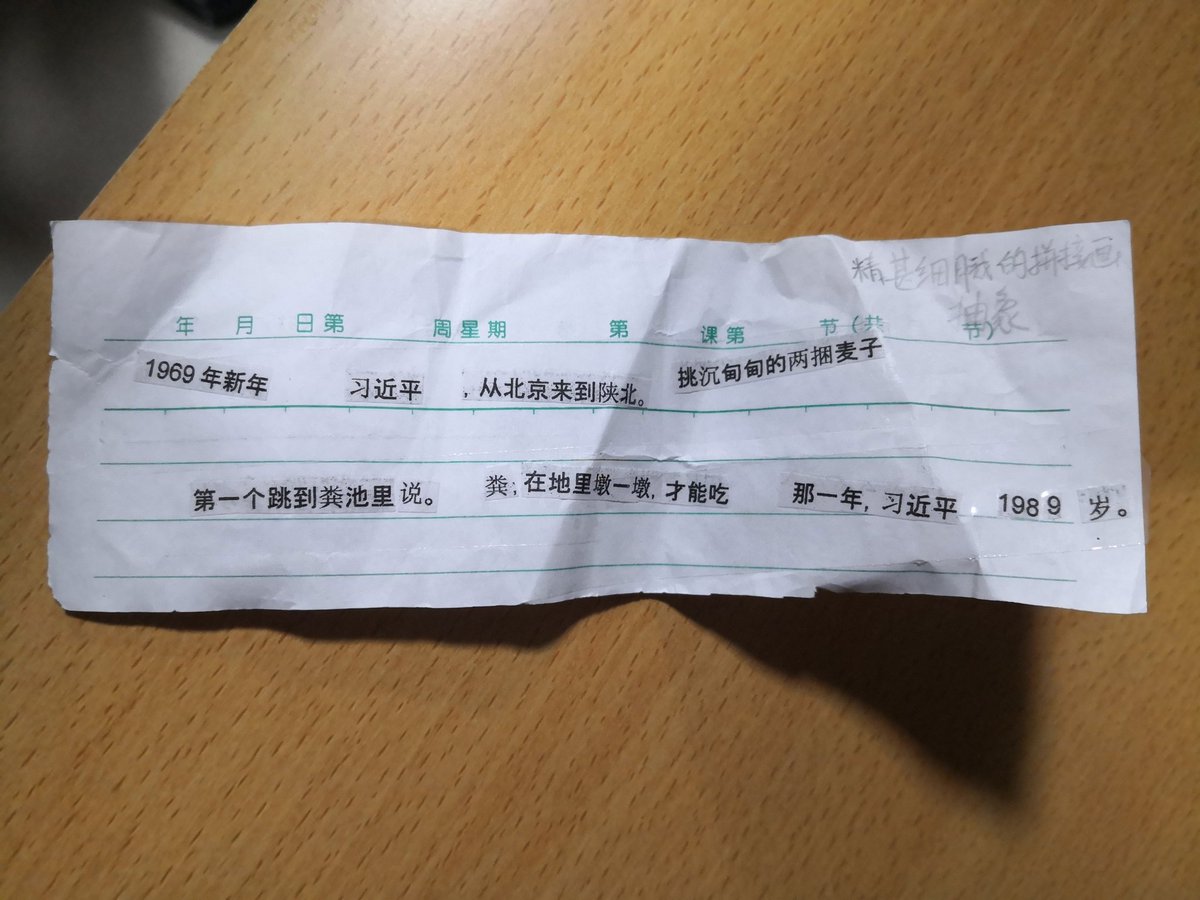 精甚细腻的拼接画
抽象
年 月 日第 周星期 第 课第 节(共 节)
1969年新年 习近平 ,从北京来到陕北。 挑沉甸甸的两捆麦子
第一个跳到粪池里说。 粪;在地里墩一墩,才能吃 那一年,习近平 1989 岁。